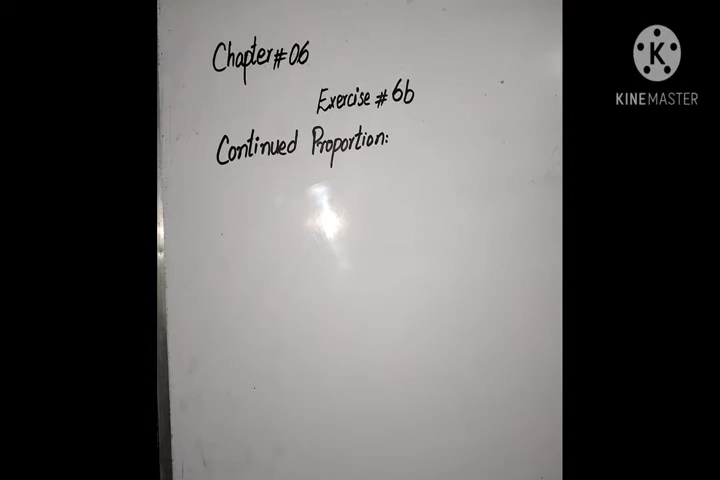 Chapter#06
Exercise #6b
Continued Proportion:
K
KINEMASTER